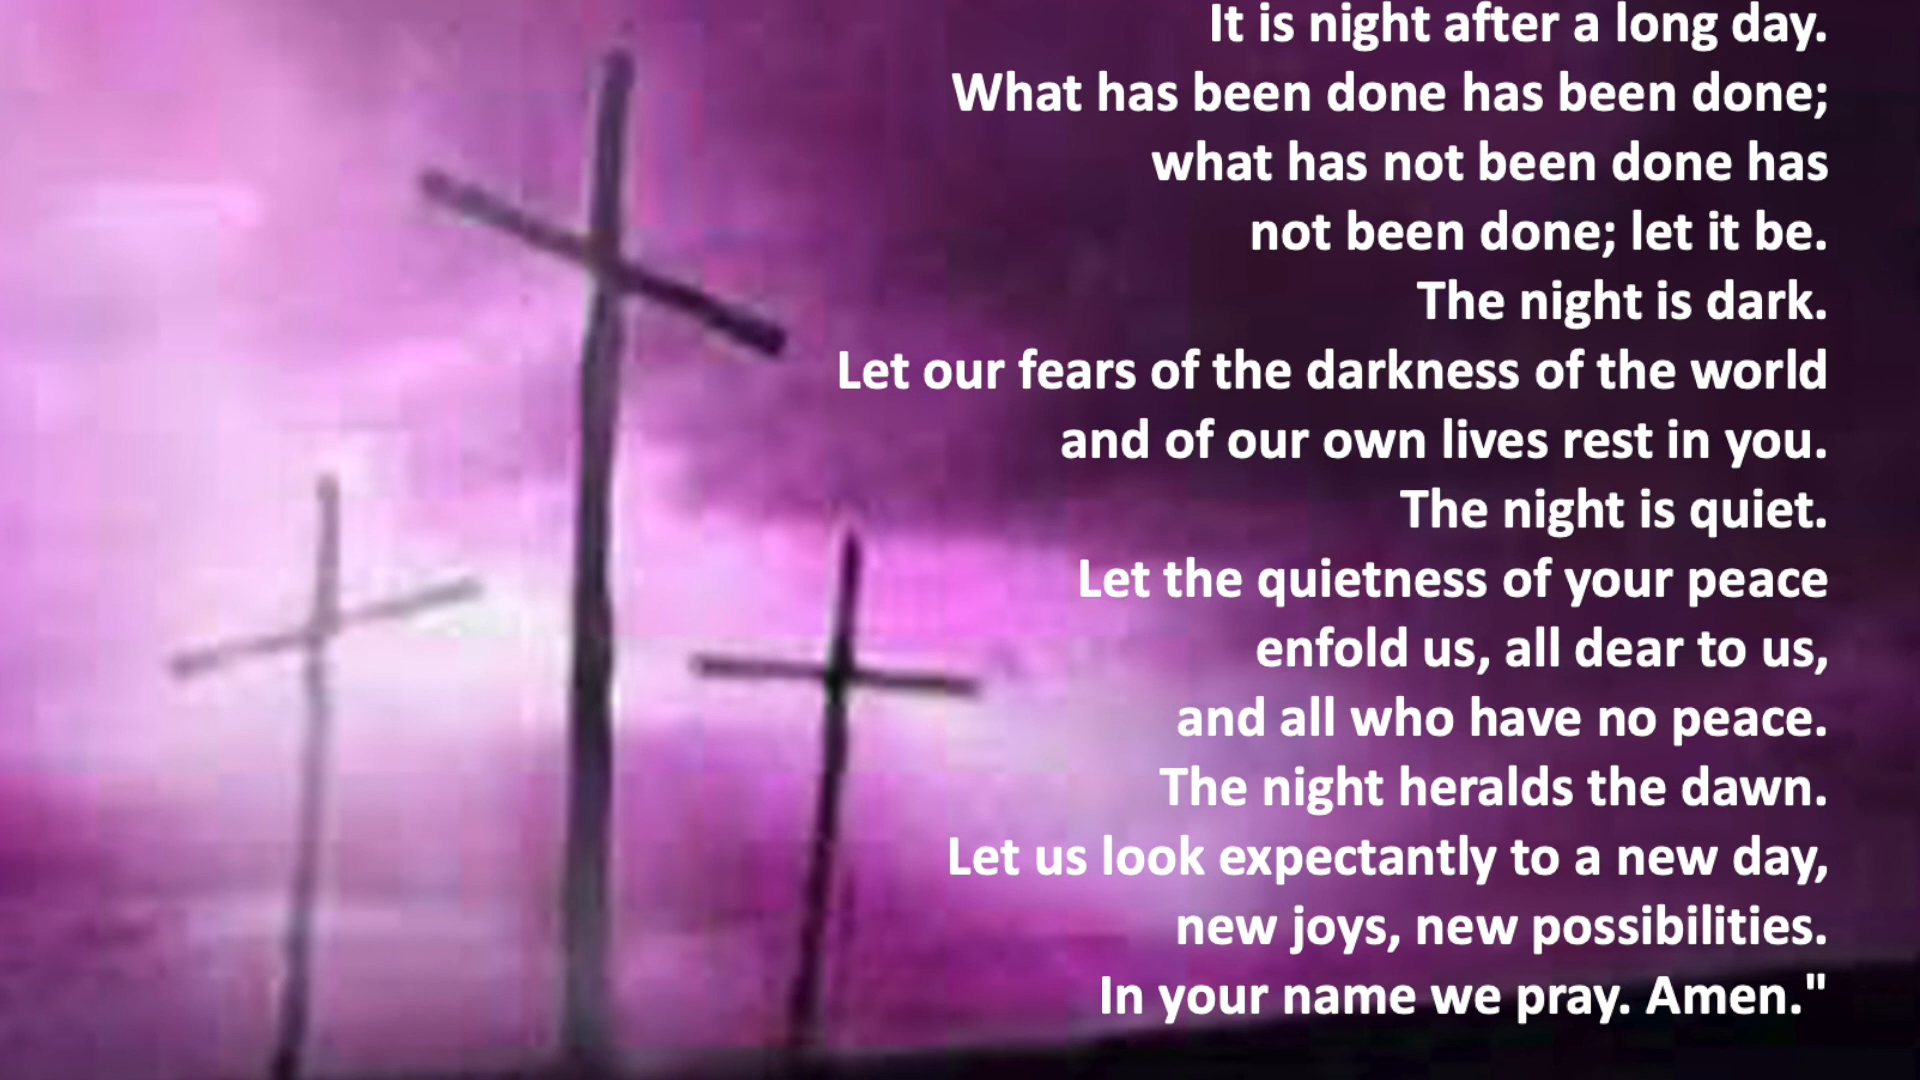 It is night after a long day.
What has been done has been done;
what has not been done has
not been done; let it be.
The night is dark.
Let our fears of the darkness of the world
and of our own lives rest in you.
The night is quiet.
Let the quietness of your peace
enfold us, all dear to us,
and all who have no peace.
The night heralds the dawn.
Let us look expectantly to a new day,
new joys, new possibilities.
In your name we pray. Amen."